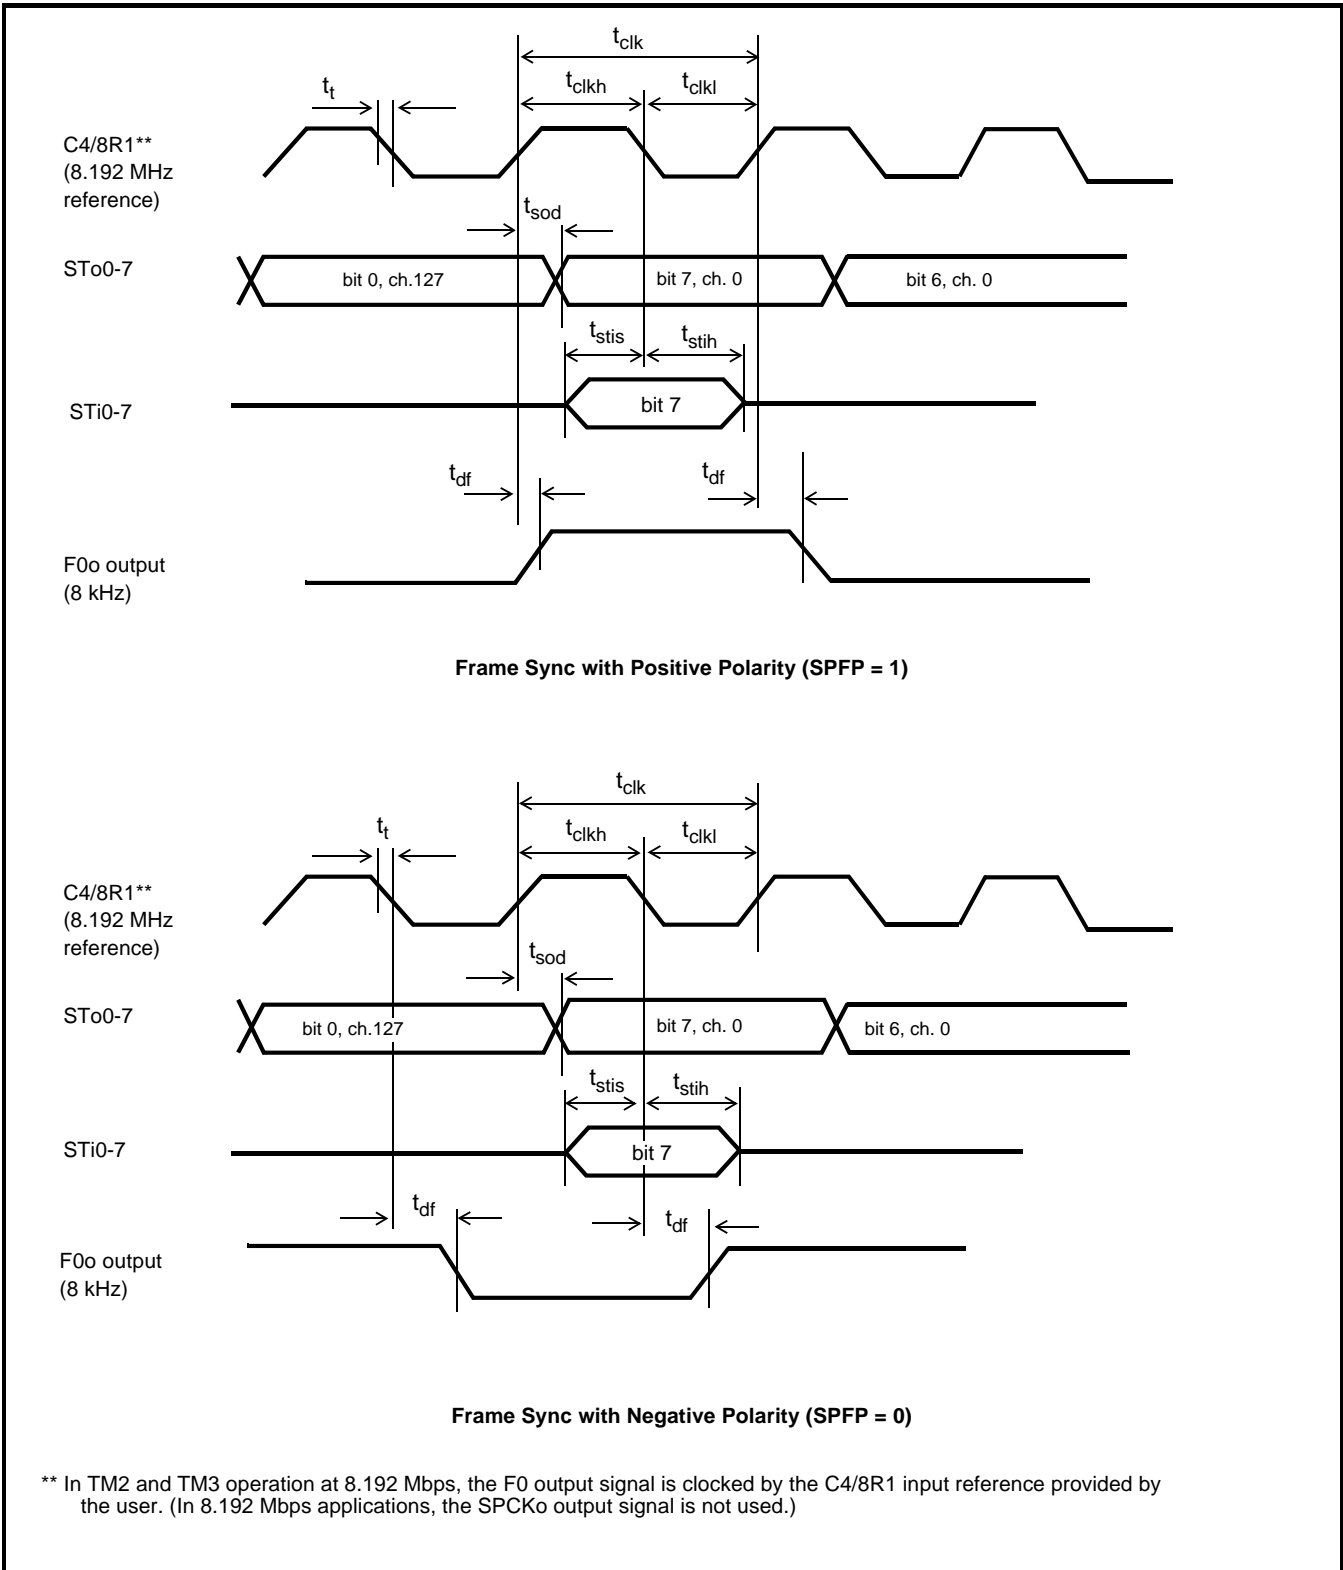 tclk
tclkh tclkl
tt
C4/8R1**
(8.192 MHz
reference)
tsod
STo0-7
bit 0, ch.127 bit 7, ch. 0 bit 6, ch. 0
tstis tstih
STi0-7
bit 7
tdf tdf
F0o output
(8 kHz)
Frame Sync with Positive Polarity (SPFP = 1)
tclk
tt
tclkh tclkl
C4/8R1**
(8.192 MHz
reference)
tsod
STo0-7
bit 0, ch.127 bit 7, ch. 0 bit 6, ch. 0
tstis tstih
STi0-7
bit 7
tdf tdf
F0o output
(8 kHz)
Frame Sync with Negative Polarity (SPFP = 0)
** In TM2 and TM3 operation at 8.192 Mbps, the F0 output signal is clocked by the C4/8R1 input reference provided by
the user. (In 8.192 Mbps applications, the SPCKo output signal is not used.)